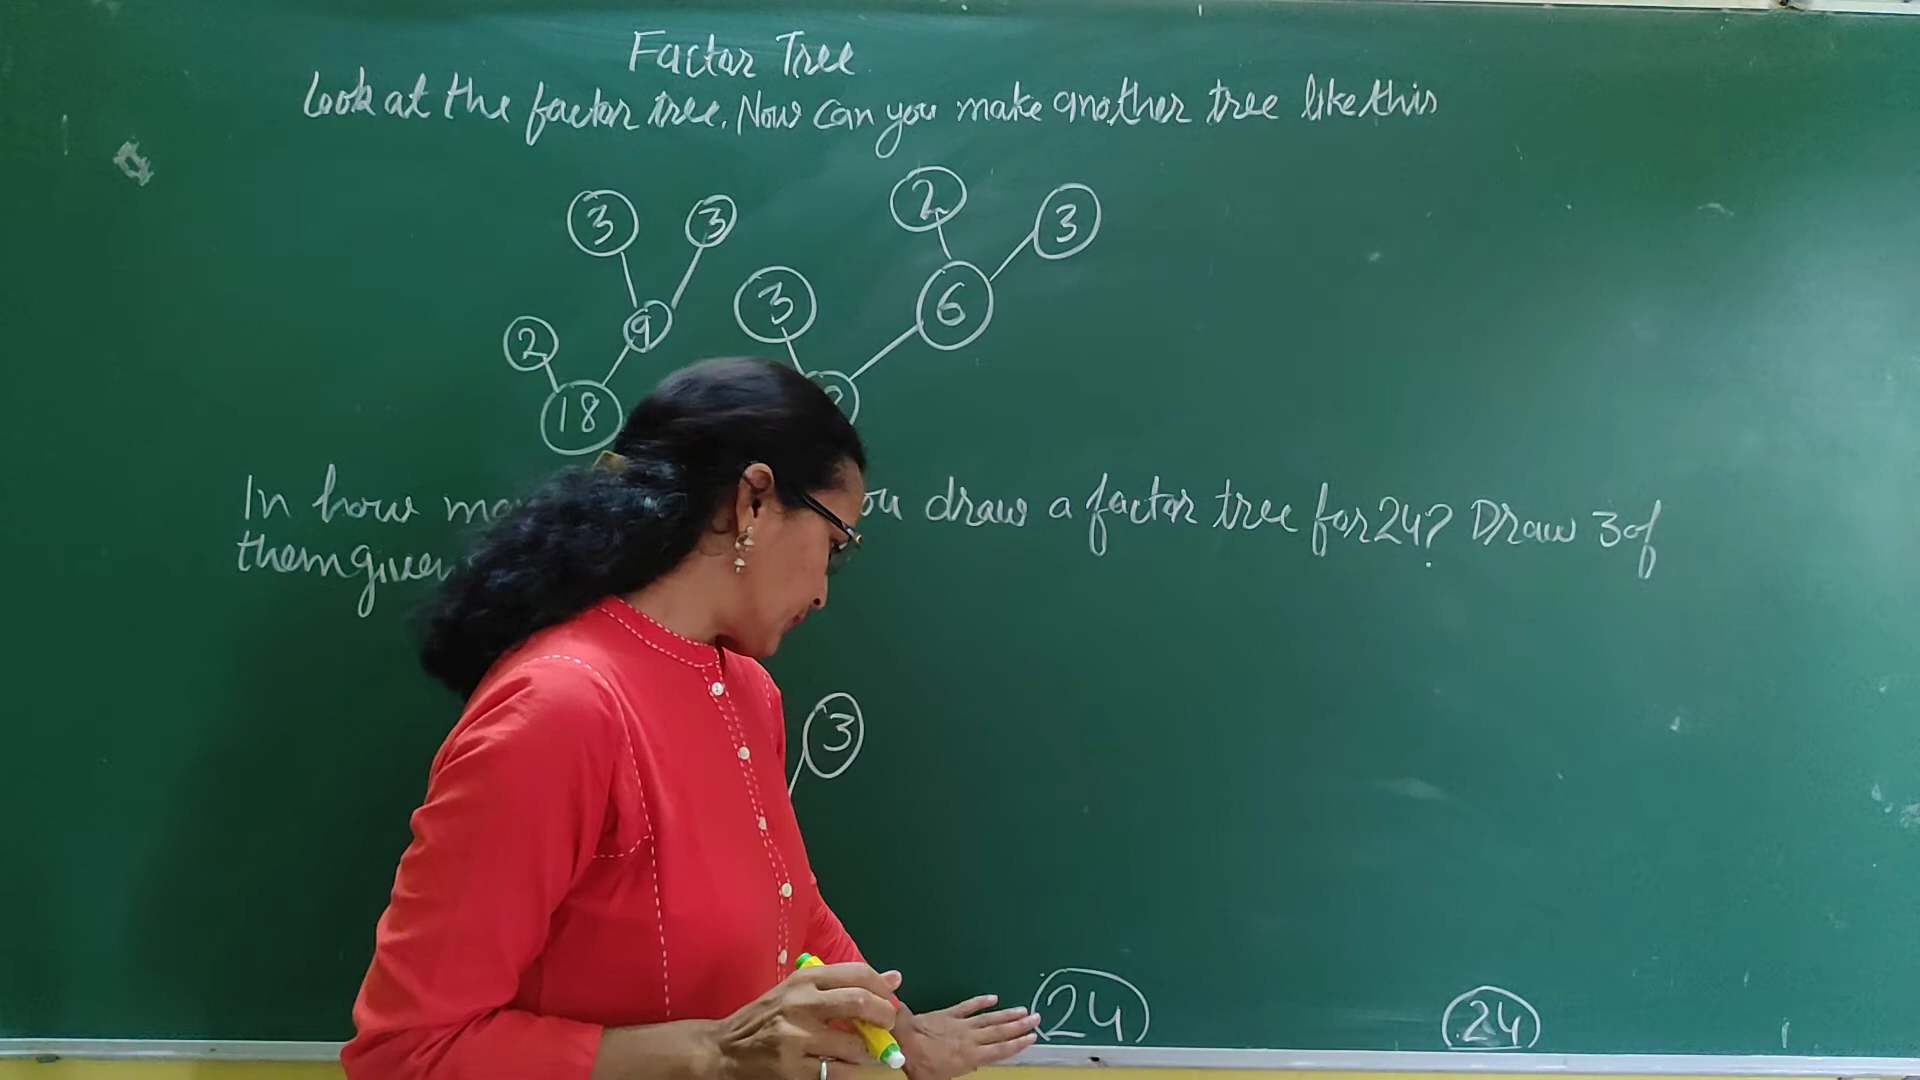 Factor Tree
Look at the factor tree. Now can you make another tree like this
2 3
3 3
3 6
2 9
18
In how draw a factor tree for 24? Draw 3 of
them given
3
24 24